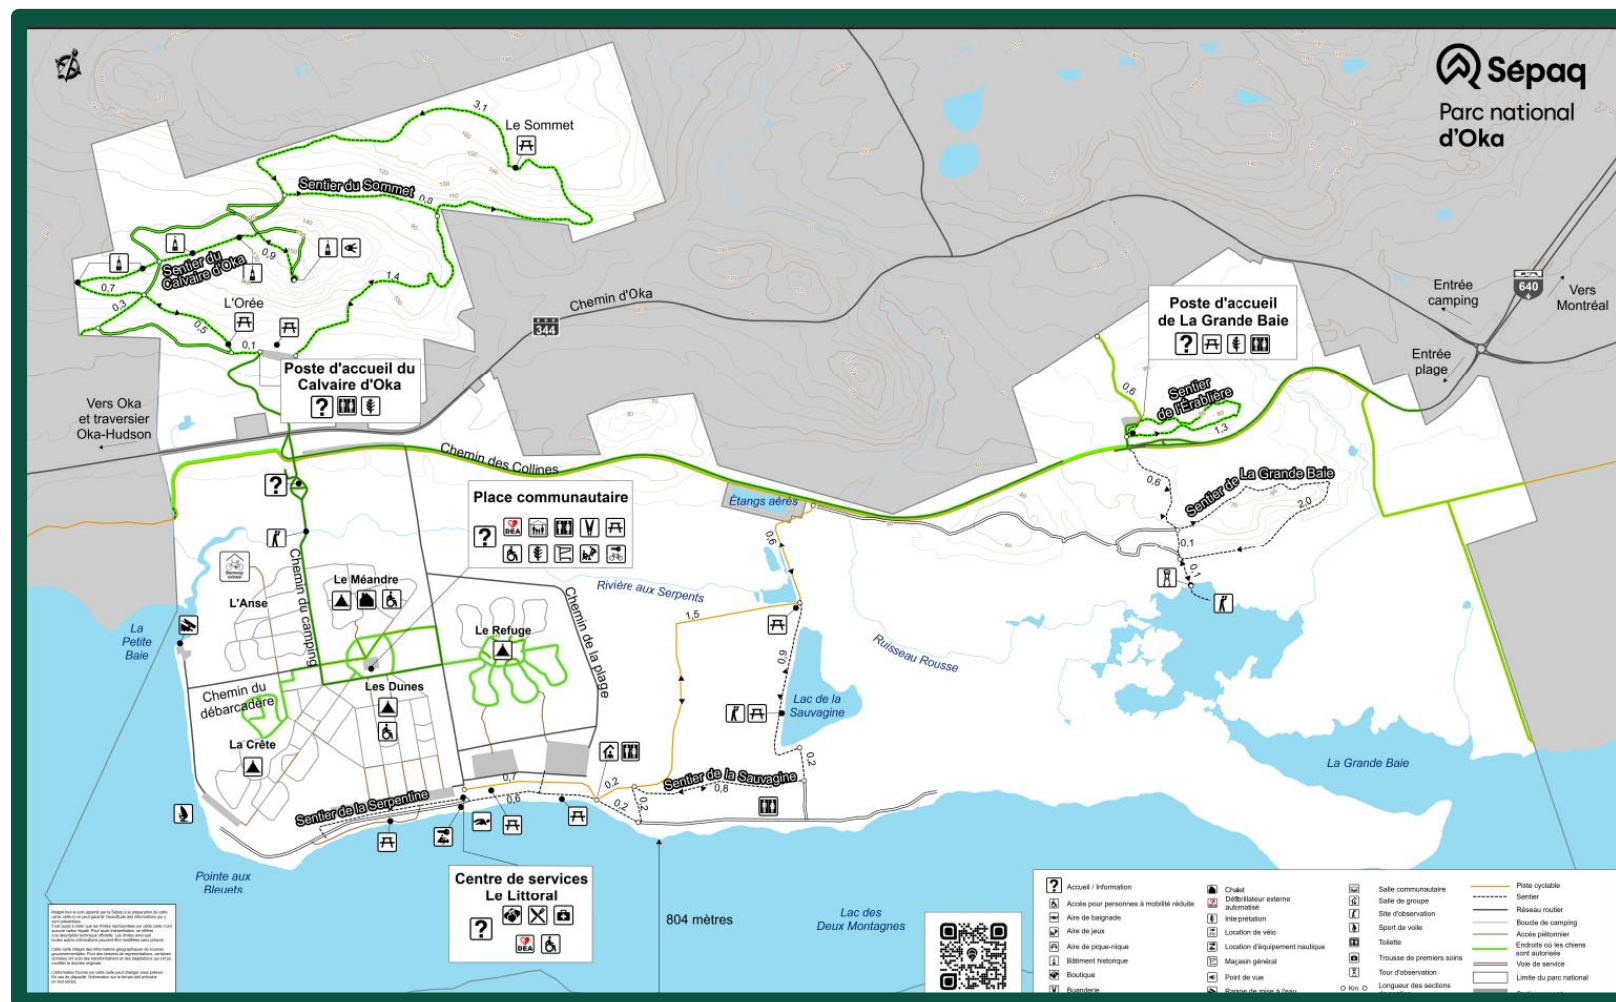 Sépaq
Parc national
d'Oka
3,1
Le Sommet
Sentier du Sommet
0,8
0,9
Sentier du
Calvaire d'Oka
1,4
0,7
0,3
L'Orée
0,5
0,1
Chemin d'Oka
344
Entrée
camping
640
Vers
Montréal
Entrée
plage
Poste d'accueil
de La Grande Baie
?
0,6
Sentier
de l'Érablière
1,3
Poste d'accueil du
Calvaire d'Oka
?
Vers Oka
et traversier
Oka-Hudson
Chemin des Collines
?
Place communautaire
?
DEA
Étangs aérés
0,6
Sentier de La Grande Baie
2,0
0,6
0,1
0,1
Chemin du camping
L'Anse
Le Méandre
Rivière aux Serpents
Le Refuge
Chemin de la plage
1,5
Ruisseau Rousse
La
Petite
Baie
0,9
Chemin du
débarcadère
Les Dunes
Lac de la
Sauvagine
La Crête
La Grande Baie
0,2
0,7
0,2
Sentier de la Sauvagine
0,8
0,6
Sentier de la Serpentine
0,2
0,2
Pointe aux
Bleuets
Centre de services
Le Littoral
?
DEA
804 mètres
Lac des
Deux Montagnes
? Accueil / Information
Accès pour personnes à mobilité réduite
Aire de baignade
Aire de jeux
Aire de pique-nique
Bâtiment historique
Boutique
Buanderie
Chalet
Défibrillateur externe
automatisé
Interprétation
Location de vélo
Location d'équipement nautique
Magasin général
Point de vue
Rampe de mise à l'eau
Salle communautaire
Salle de groupe
Site d'observation
Sport de voile
Toilette
Trousse de premiers soins
Tour d'observation
Km
Longueur des sections
Piste cyclable
Sentier
Réseau routier
Boucle de camping
Accès piétonnier
Endroits où les chiens
sont autorisés
Voie de service
Limite du parc national